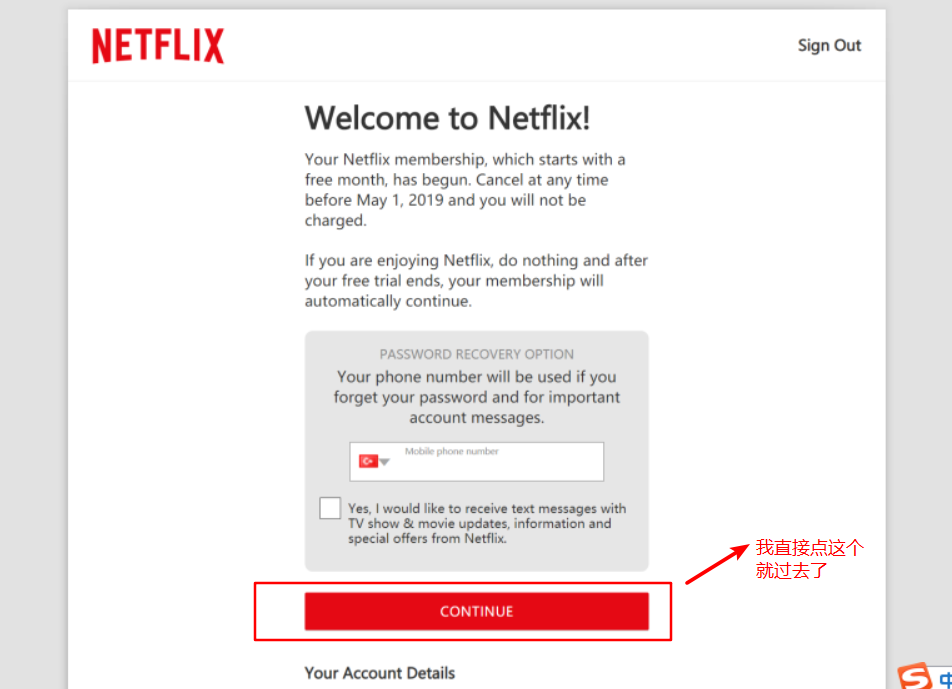 NETFLIX
Sign Out
Welcome to Netflix!
Your Netflix membership, which starts with a
free month, has begun. Cancel at any time
before May 1, 2019 and you will not be
charged.
If you are enjoying Netflix, do nothing and after
your free trial ends, your membership will
automatically continue.
PASSWORD RECOVERY OPTION
Your phone number will be used if you
forget your password and for important
account messages.
Mobile phone number
Yes, I would like to receive text messages with
TV show & movie updates, information and
special offers from Netflix.
我直接点这个
就过去了
CONTINUE
Your Account Details
S